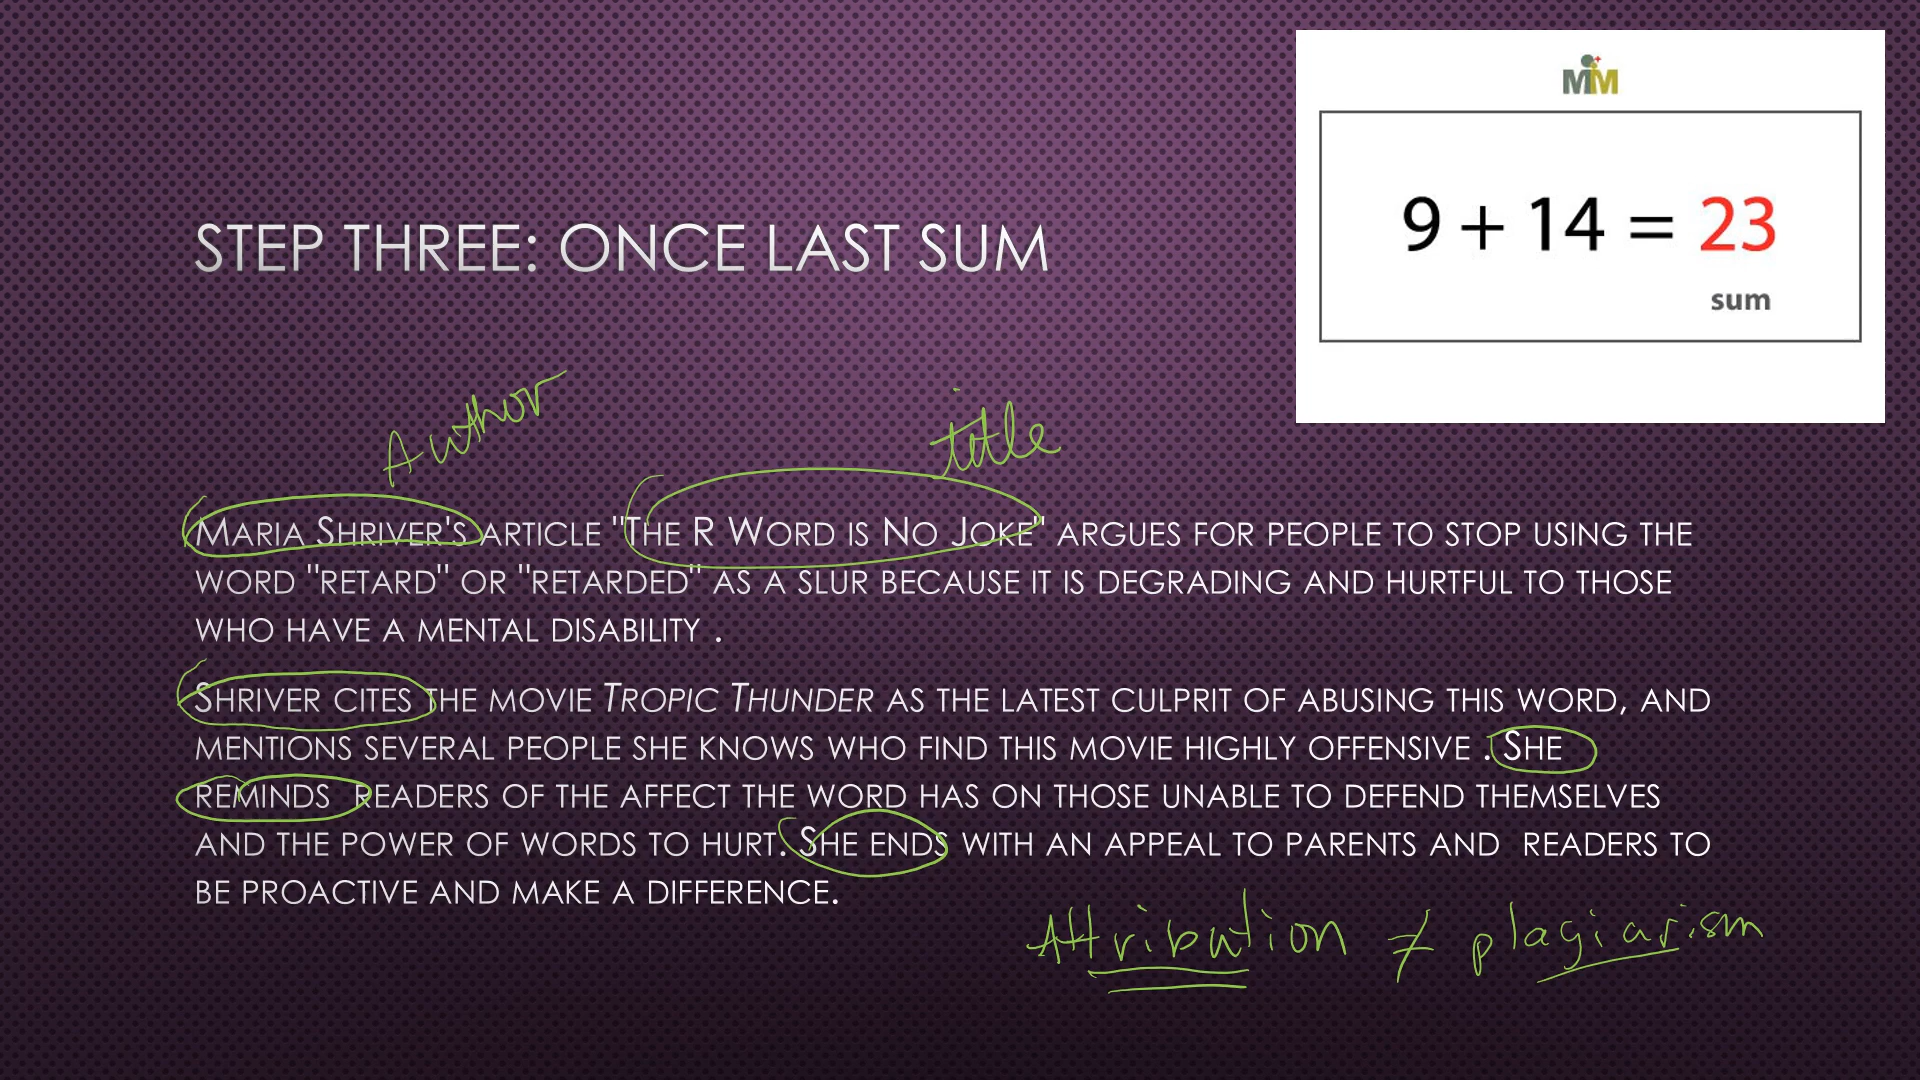 MM
9 + 14 = 23
sum
STEP THREE: ONCE LAST SUM
Author
title
MARIA SHRIVER'S ARTICLE "THE R WORD IS NO JOKE" ARGUES FOR PEOPLE TO STOP USING THE
WORD "RETARD" OR "RETARDED" AS A SLUR BECAUSE IT IS DEGRADING AND HURTFUL TO THOSE
WHO HAVE A MENTAL DISABILITY .
SHRIVER CITES THE MOVIE TROPIC THUNDER AS THE LATEST CULPRIT OF ABUSING THIS WORD, AND
MENTIONS SEVERAL PEOPLE SHE KNOWS WHO FIND THIS MOVIE HIGHLY OFFENSIVE . SHE
REMINDS READERS OF THE AFFECT THE WORD HAS ON THOSE UNABLE TO DEFEND THEMSELVES
AND THE POWER OF WORDS TO HURT. SHE ENDS WITH AN APPEAL TO PARENTS AND READERS TO
BE PROACTIVE AND MAKE A DIFFERENCE.
Attribution ≠ plagiarism